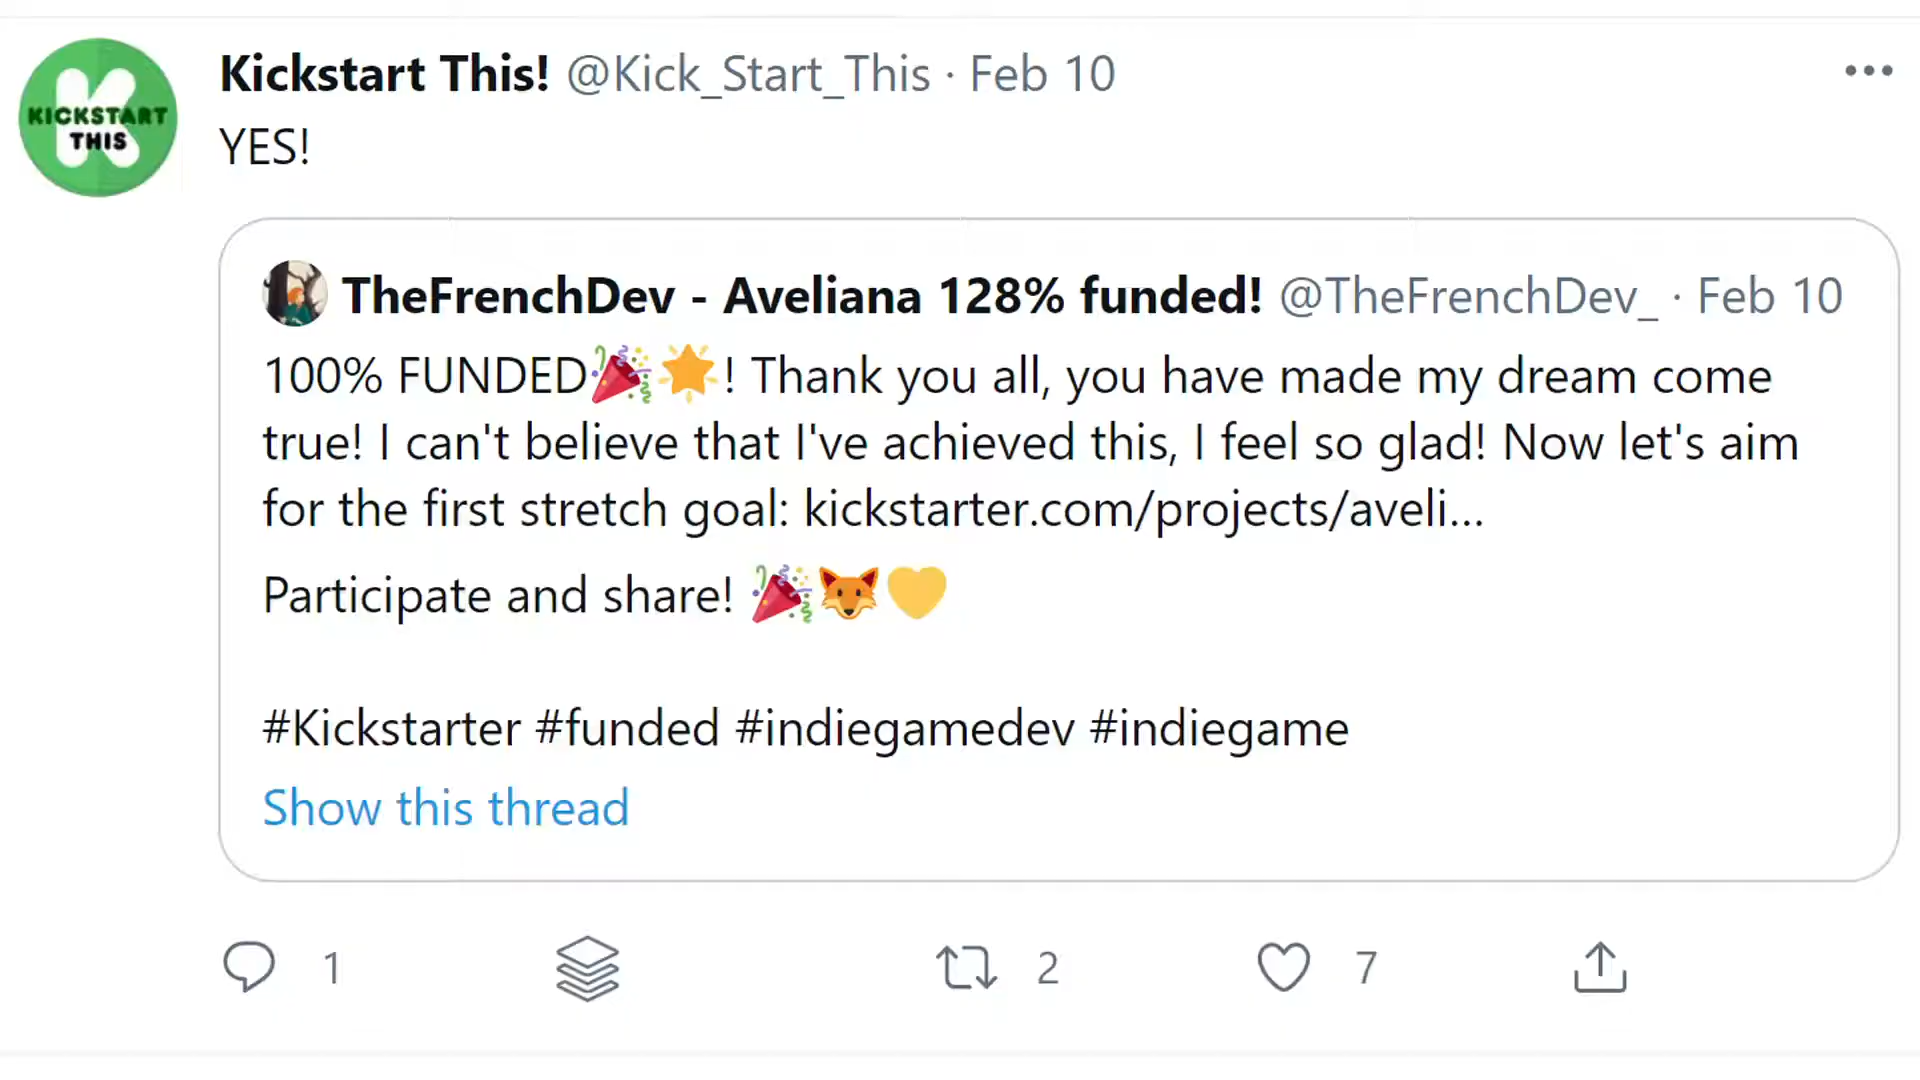 Kickstart This! @Kick_Start_This · Feb 10
KICKSTART
THIS
YES!
TheFrenchDev - Aveliana 128% funded! @TheFrenchDev_ · Feb 10
100% FUNDED🎉🌟! Thank you all, you have made my dream come
true! I can't believe that I've achieved this, I feel so glad! Now let's aim
for the first stretch goal: kickstarter.com/projects/aveli...
Participate and share! 🎉🦊💛
#Kickstarter #funded #indiegamedev #indiegame
Show this thread
1 2 7